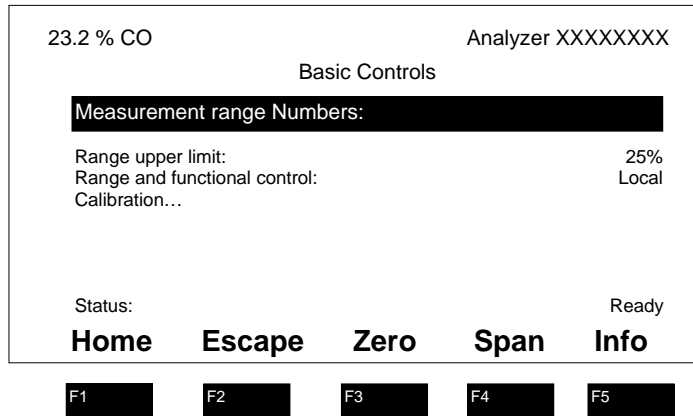 23.2 % CO Analyzer XXXXXXXX
Basic Controls
Measurement range Numbers:
Range upper limit: 25%
Range and functional control: Local
Calibration…
Status: Ready
Home Escape Zero Span Info
F1 F2 F3 F4 F5